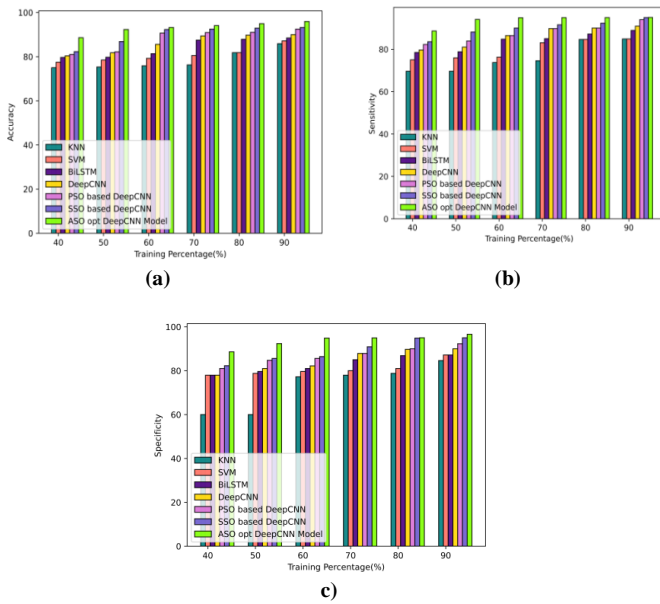 100
80
60
40
20
0
Accuracy
KNN
SVM
BiLSTM
DeepCNN
PSO based DeepCNN
SSO based DeepCNN
ASO opt DeepCNN Model
40 50 60 70 80 90
Training Percentage(%)
(a)
80
60
40
20
0
Sensitivity
KNN
SVM
BiLSTM
DeepCNN
PSO based DeepCNN
SSO based DeepCNN
ASO opt DeepCNN Model
40 50 60 70 80 90
Training Percentage(%)
(b)
100
80
60
40
20
0
Specificity
KNN
SVM
BiLSTM
DeepCNN
PSO based DeepCNN
SSO based DeepCNN
ASO opt DeepCNN Model
40 50 60 70 80 90
Training Percentage(%)
c)